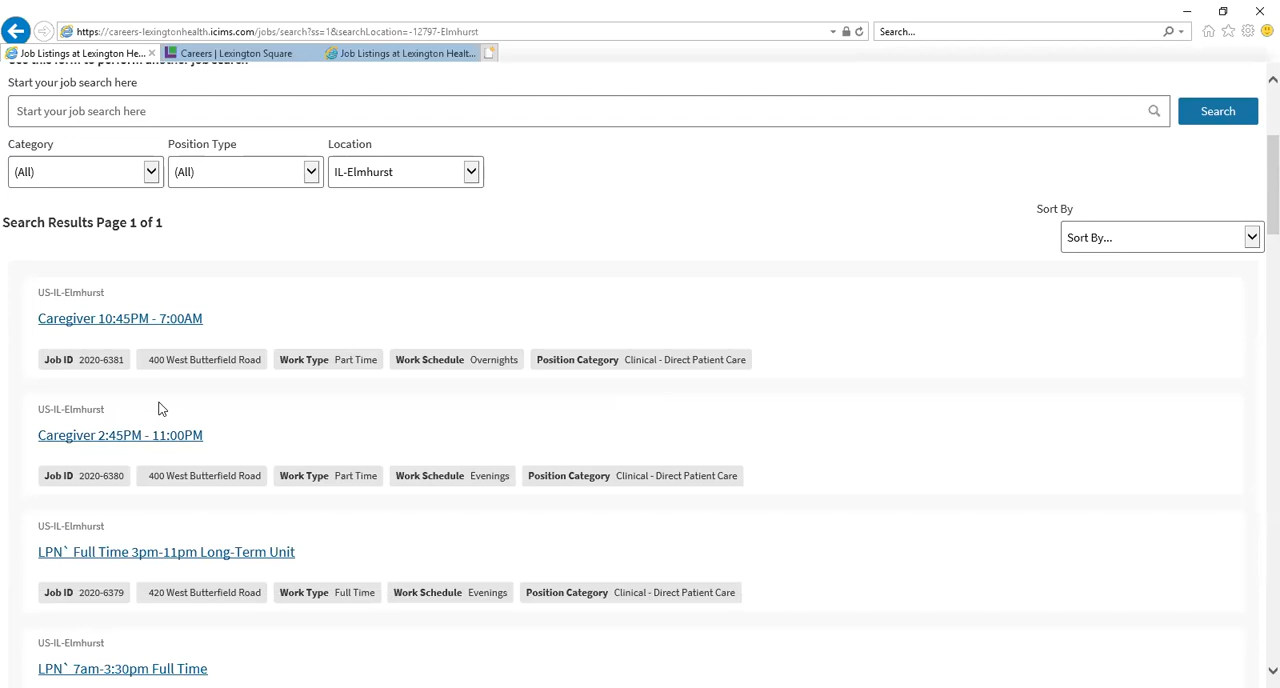 https://careers-lexingtonhealth.icims.com/jobs/search?ss=1&searchLocation=-12797-Elmhurst
Search...
Job Listings at Lexington He...
Careers | Lexington Square
Job Listings at Lexington Healt...
Use this form to perform another job search
Start your job search here
Start your job search here
Search
Category
Position Type
Location
(All)
(All)
IL-Elmhurst
Search Results Page 1 of 1
Sort By
Sort By...
US-IL-Elmhurst
Caregiver 10:45PM - 7:00AM
Job ID 2020-6381 400 West Butterfield Road Work Type Part Time Work Schedule Overnights Position Category Clinical - Direct Patient Care
US-IL-Elmhurst
Caregiver 2:45PM - 11:00PM
Job ID 2020-6380 400 West Butterfield Road Work Type Part Time Work Schedule Evenings Position Category Clinical - Direct Patient Care
US-IL-Elmhurst
LPN` Full Time 3pm-11pm Long-Term Unit
Job ID 2020-6379 420 West Butterfield Road Work Type Full Time Work Schedule Evenings Position Category Clinical - Direct Patient Care
US-IL-Elmhurst
LPN` 7am-3:30pm Full Time